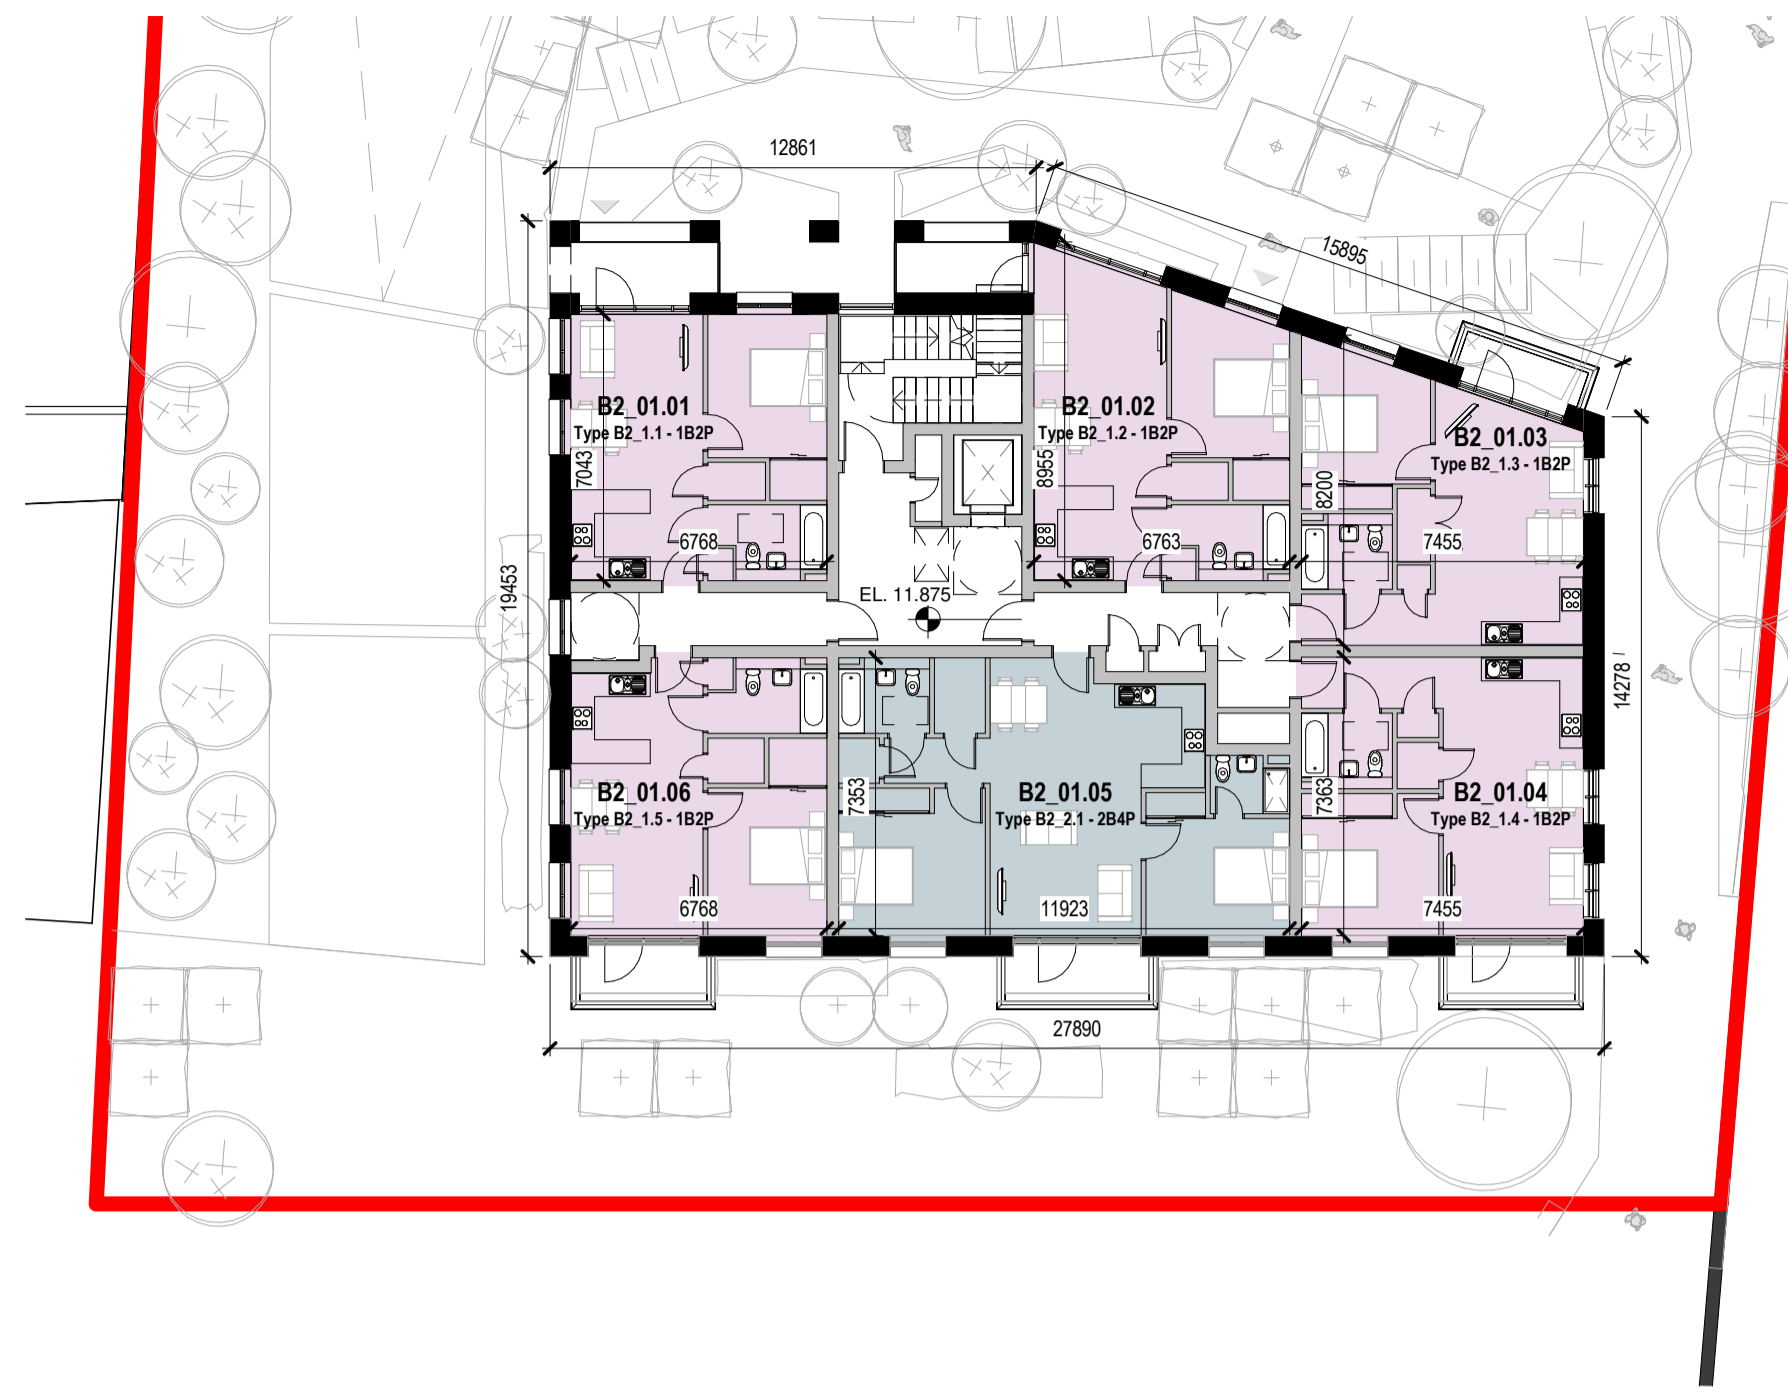 12861
15895
B2_01.01
Type B2_1.1 - 1B2P
7043
6768
B2_01.02
Type B2_1.2 - 1B2P
8955
6763
B2_01.03
Type B2_1.3 - 1B2P
8200
7455
19453
EL. 11.875
14278
B2_01.06
Type B2_1.5 - 1B2P
6768
B2_01.05
Type B2_2.1 - 2B4P
7353
11923
B2_01.04
Type B2_1.4 - 1B2P
7363
7455
27890